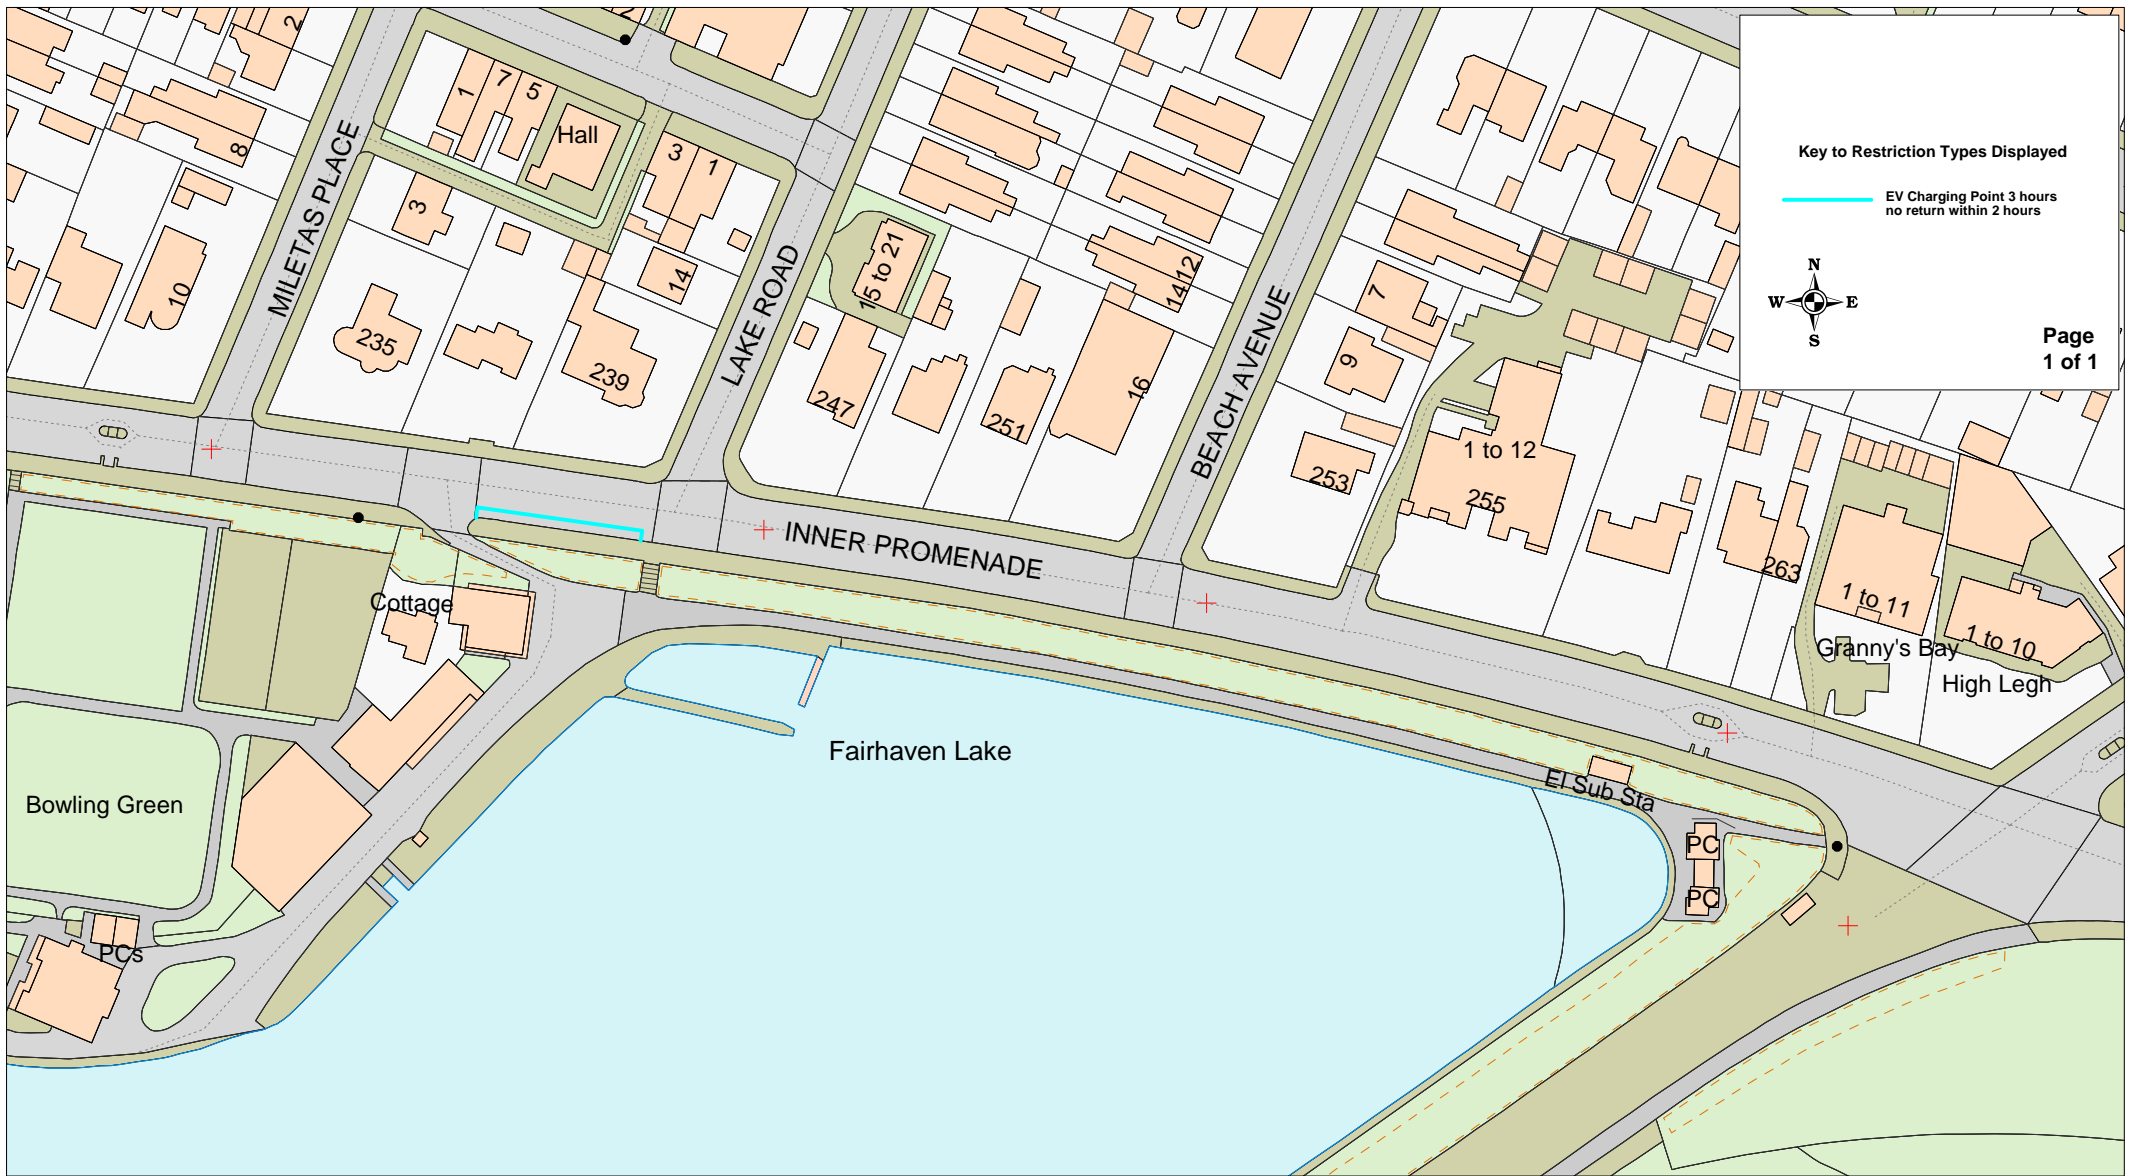 2
2
1
7
5
Hall
3
1
8
MILETAS PLACE
3
10
14
LAKE ROAD
15 to 21
12
14
235
239
247
251
16
BEACH AVENUE
7
9
253
1 to 12
255
263
1 to 11
1 to 10
Granny's Bay
High Legh
INNER PROMENADE
Cottage
Fairhaven Lake
Bowling Green
El Sub Sta
PC
PC
PCs
Key to Restriction Types Displayed
EV Charging Point 3 hours
no return within 2 hours
N
W E
S
Page
1 of 1